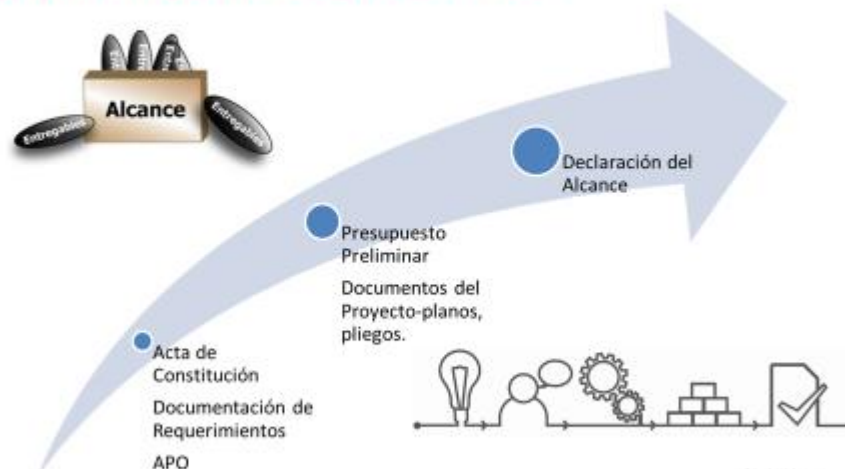 Alcance
Entregables
Entregables
Declaración del
Alcance
Presupuesto
Preliminar
Documentos del
Proyecto-planos,
pliegos.
Acta de
Constitución
Documentación de
Requerimientos
APO